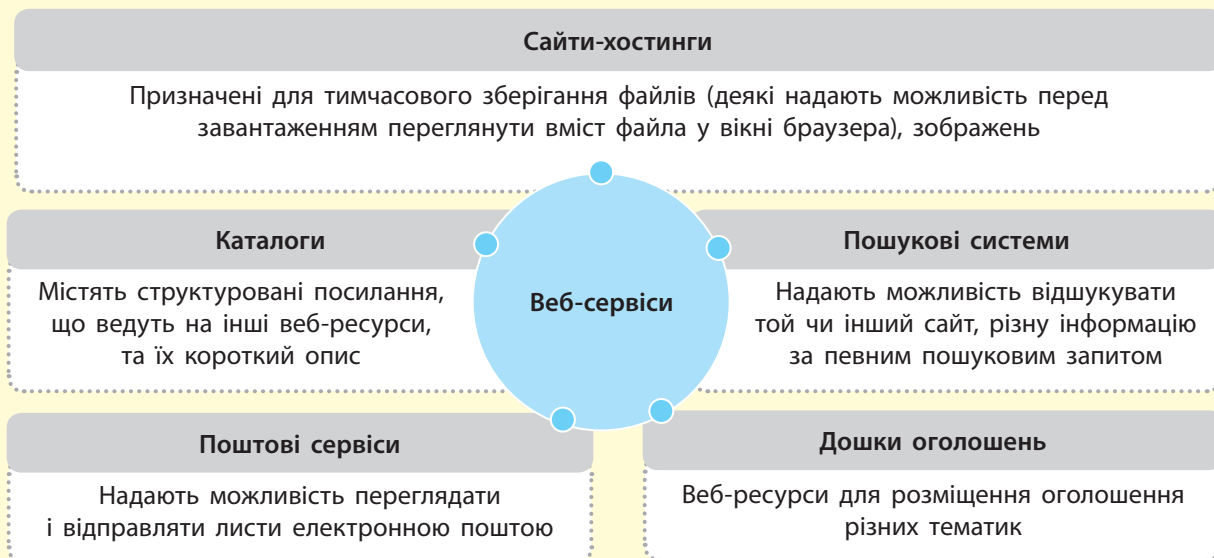 Сайти-хостинги
Призначені для тимчасового зберігання файлів (деякі надають можливість перед
завантаженням переглянути вміст файла у вікні браузера), зображень
Каталоги
Містять структуровані посилання,
що ведуть на інші веб-ресурси,
та їх короткий опис
Веб-сервіси
Пошукові системи
Надають можливість відшукувати
той чи інший сайт, різну інформацію
за певним пошуковим запитом
Поштові сервіси
Надають можливість переглядати
і відправляти листи електронною поштою
Дошки оголошень
Веб-ресурси для розміщення оголошення
різних тематик